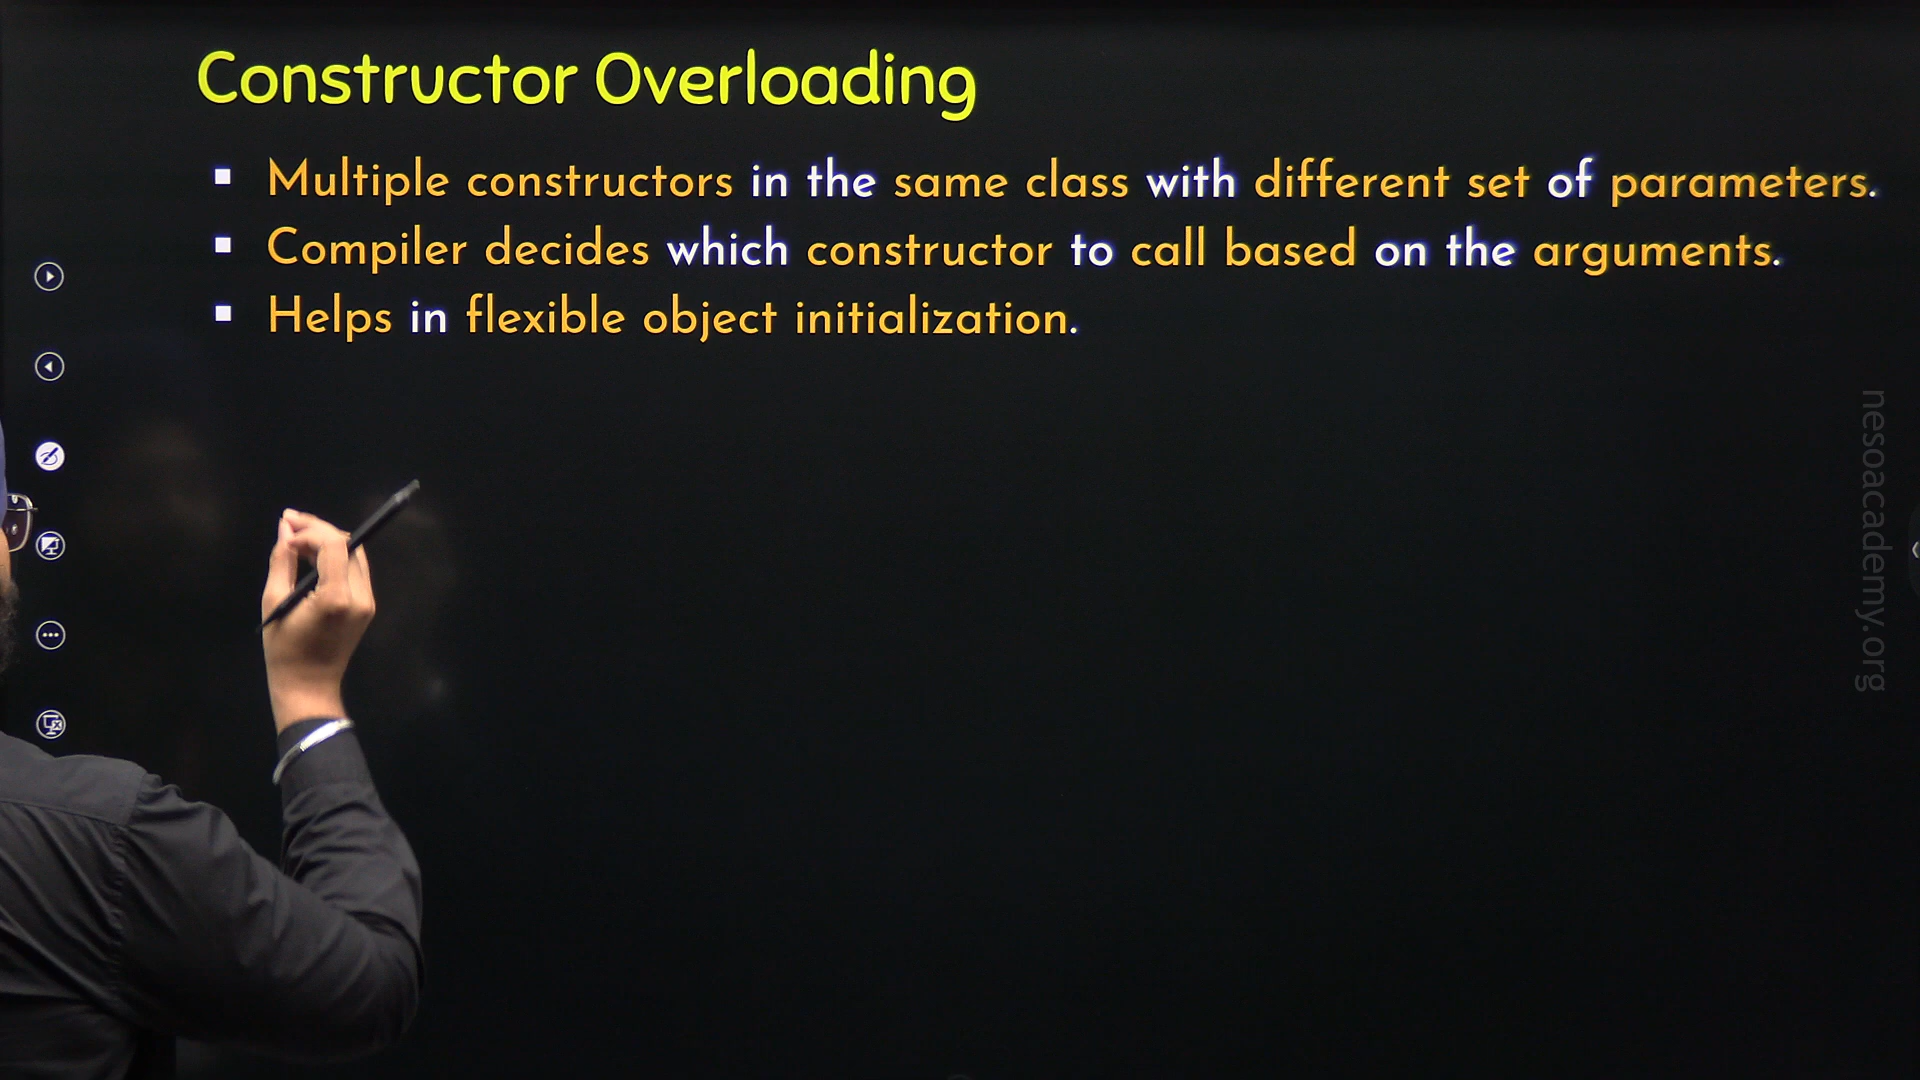 Constructor Overloading
▪ Multiple constructors in the same class with different set of parameters.
▪ Compiler decides which constructor to call based on the arguments.
▪ Helps in flexible object initialization.
nesoacademy.org